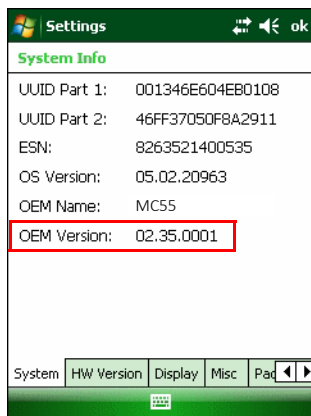 Settings ok
System Info
UUID Part 1: 001346E604EB0108
UUID Part 2: 46FF37050F8A2911
ESN: 8263521400535
OS Version: 05.02.20963
OEM Name: MC55
OEM Version: 02.35.0001
System HW Version Display Misc Pac